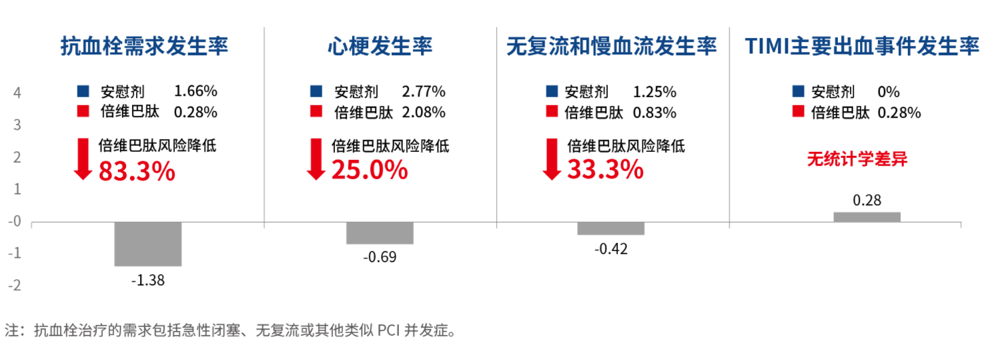 抗血栓需求发生率
心梗发生率
无复流和慢血流发生率
TIMI主要出血事件发生率
安慰剂 1.66%
倍维巴肽 0.28%
倍维巴肽风险降低
83.3%
安慰剂 2.77%
倍维巴肽 2.08%
倍维巴肽风险降低
25.0%
安慰剂 1.25%
倍维巴肽 0.83%
倍维巴肽风险降低
33.3%
安慰剂 0%
倍维巴肽 0.28%
无统计学差异
4
3
2
1
-0
-1
-2
-1.38
-0.69
-0.42
0.28
注：抗血栓治疗的需求包括急性闭塞、无复流或其他类似 PCI 并发症。